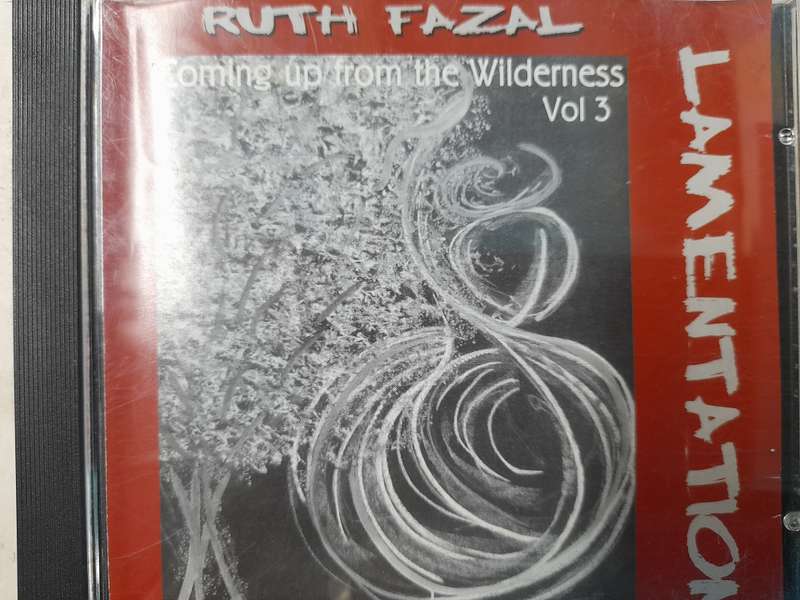 RUTH FAZAL
Coming up from the Wilderness
Vol 3
LAMENTATION